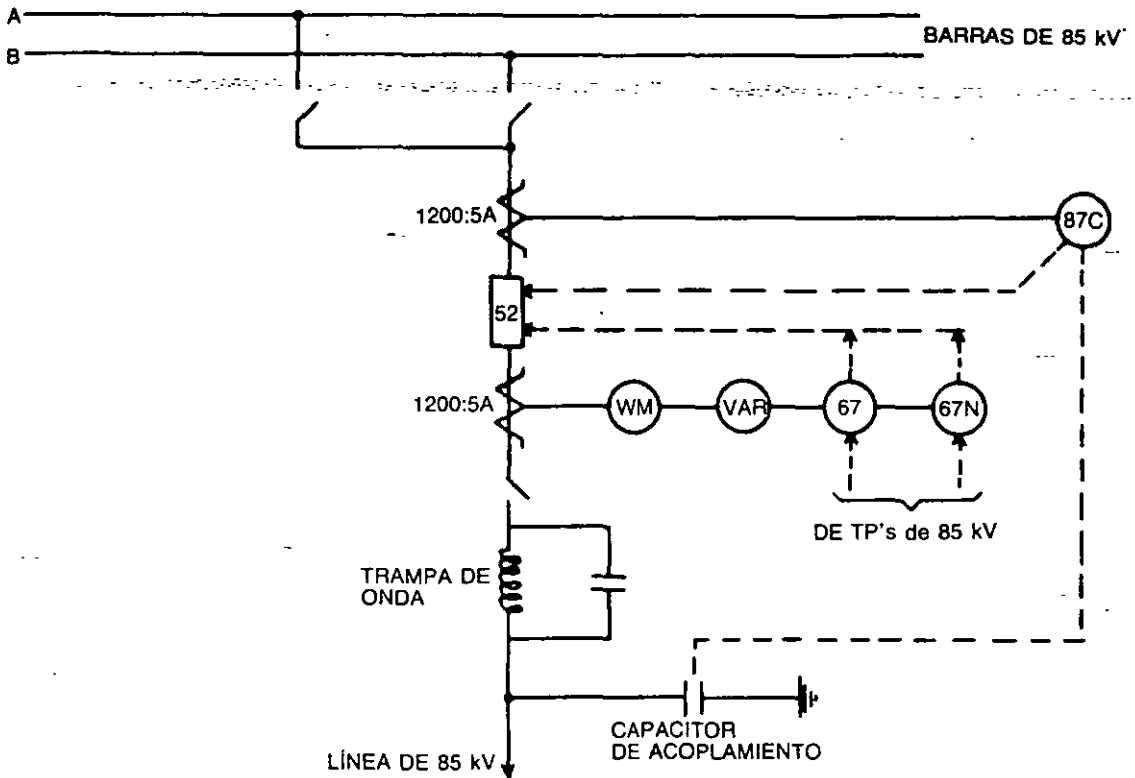 A
BARRAS DE 85 kV
B
1200:5A
87C
52
1200:5A
WM
VAR
67
67N
DE TP's de 85 kV
TRAMPA DE
ONDA
CAPACITOR
DE ACOPLAMIENTO
LÍNEA DE 85 kV